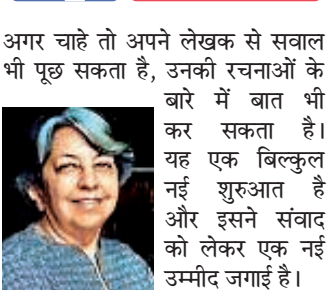 अगर चाहे तो अपने लेखक से सवाल
भी पूछ सकता है, उनकी रचनाओं के
बारे में बात भी
कर सकता है।
यह एक बिल्कुल
नई शुरुआत है
और इसने संवाद
को लेकर एक नई
उम्मीद जगाई है।